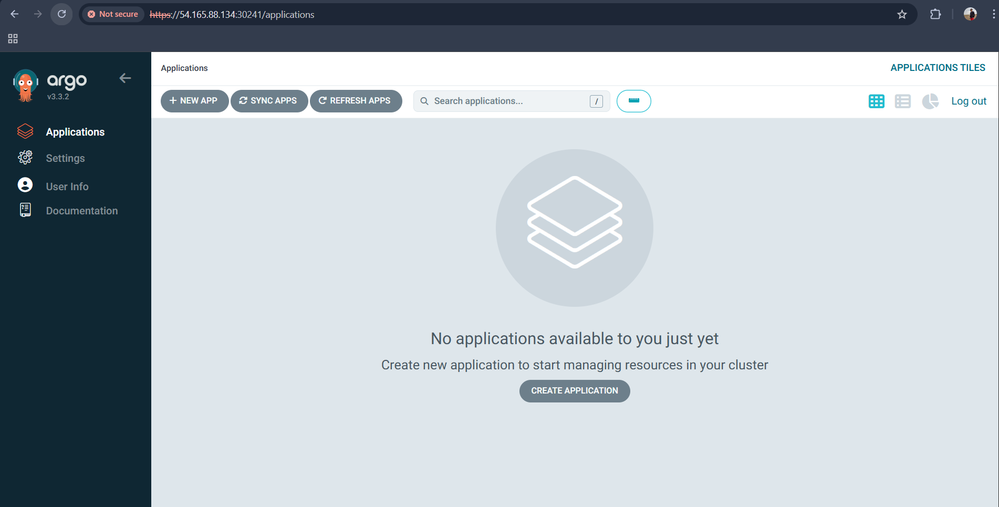 Not secure https://54.165.88.134:30241/applications
argo
v3.3.2
Applications
Settings
User Info
Documentation
Applications
APPLICATIONS TILES
NEW APP SYNC APPS REFRESH APPS Search applications... / Log out
No applications available to you just yet
Create new application to start managing resources in your cluster
CREATE APPLICATION